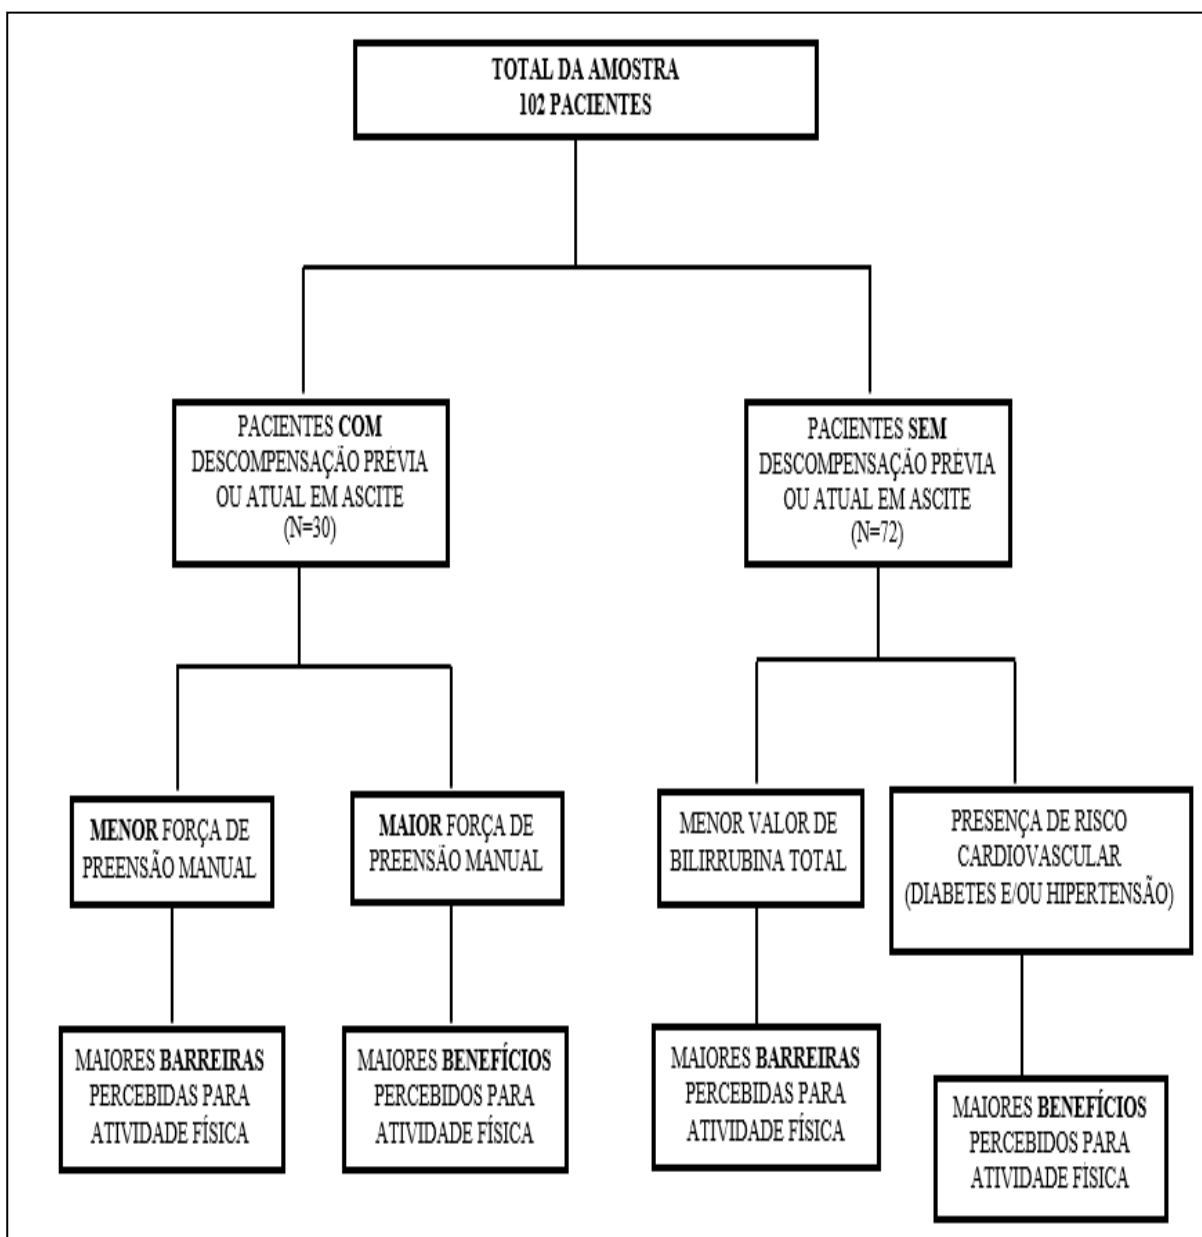 TOTAL DA AMOSTRA
102 PACIENTES
PACIENTES COM
DESCOMPENSAÇÃO PRÉVIA
OU ATUAL EM ASCITE
(N=30)
PACIENTES SEM
DESCOMPENSAÇÃO PRÉVIA
OU ATUAL EM ASCITE
(N=72)
MENOR FORÇA DE
PREENSÃO MANUAL
MAIOR FORÇA DE
PREENSÃO MANUAL
MENOR VALOR DE
BILIRRUBINA TOTAL
PRESENÇA DE RISCO
CARDIOVASCULAR
(DIABETES E/OU HIPERTENSÃO)
MAIORES BARREIRAS
PERCEBIDAS PARA
ATIVIDADE FÍSICA
MAIORES BENEFÍCIOS
PERCEBIDOS PARA
ATIVIDADE FÍSICA
MAIORES BARREIRAS
PERCEBIDAS PARA
ATIVIDADE FÍSICA
MAIORES BENEFÍCIOS
PERCEBIDOS PARA
ATIVIDADE FÍSICA